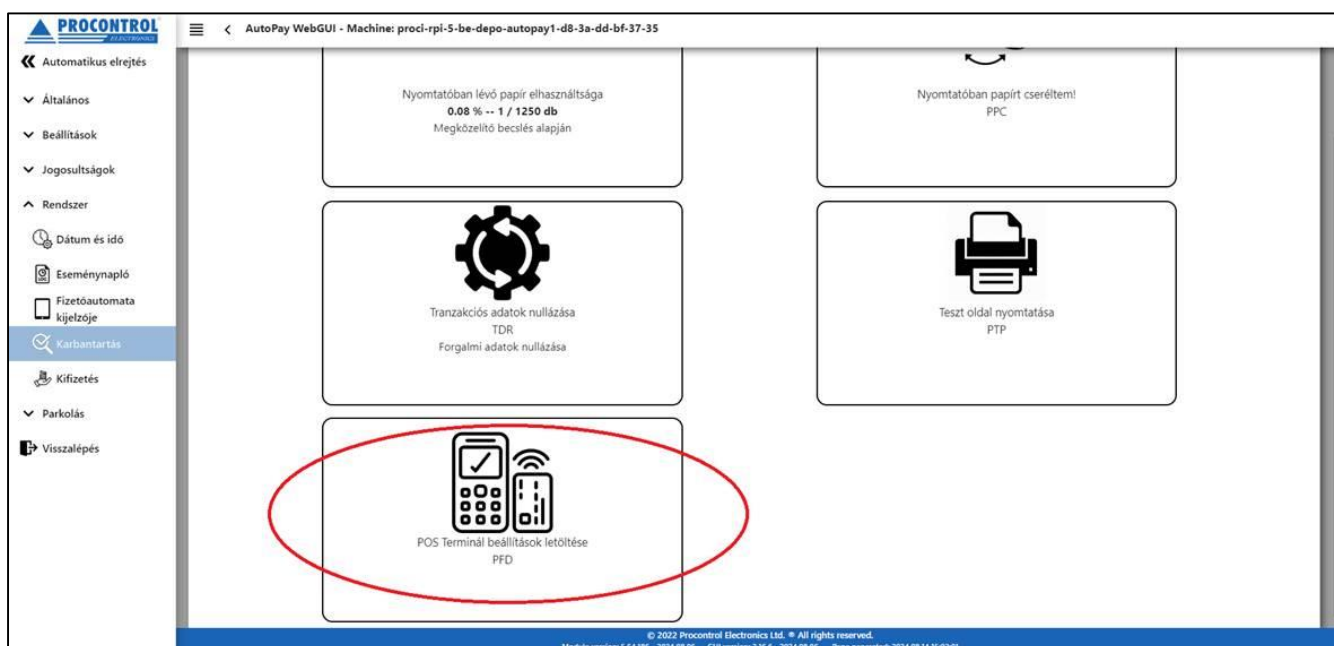 PROCONTROL
ELECTRONICS
AutoPay WebGUI - Machine: proci-rpi-5-be-depo-autopay1-d8-3a-dd-bf-37-35
Automatikus elrejtés
Általános
Beállítások
Jogosultságok
Rendszer
Dátum és idő
Eseménynapló
Fizetőautomata
kijelzője
Karbantartás
Kifizetés
Parkolás
Visszalépés
Nyomtatóban lévő papír elhasználtsága
0.08 % -- 1 / 1250 db
Megközelítő becslés alapján
Nyomtatóban papírt cseréltem!
PPC
Tranzakciós adatok nullázása
TDR
Forgalmi adatok nullázása
Teszt oldal nyomtatása
PTP
POS Terminál beállítások letöltése
PFD
© 2022 Procontrol Electronics Ltd. ® All rights reserved.